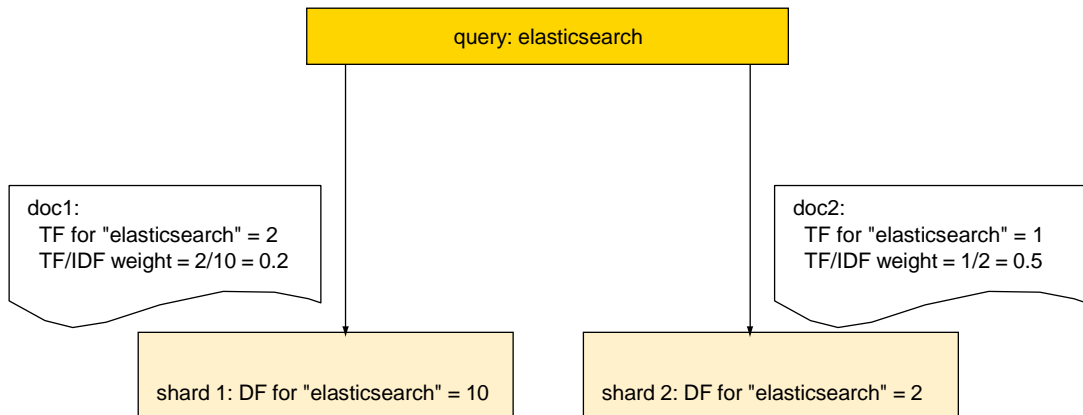 query: elasticsearch
doc1:
TF for "elasticsearch" = 2
TF/IDF weight = 2/10 = 0.2
doc2:
TF for "elasticsearch" = 1
TF/IDF weight = 1/2 = 0.5
shard 1: DF for "elasticsearch" = 10
shard 2: DF for "elasticsearch" = 2